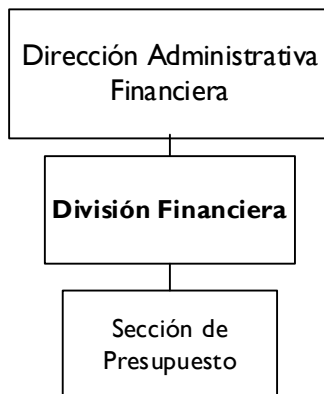 Dirección Administrativa
Financiera
División Financiera
Sección de
Presupuesto